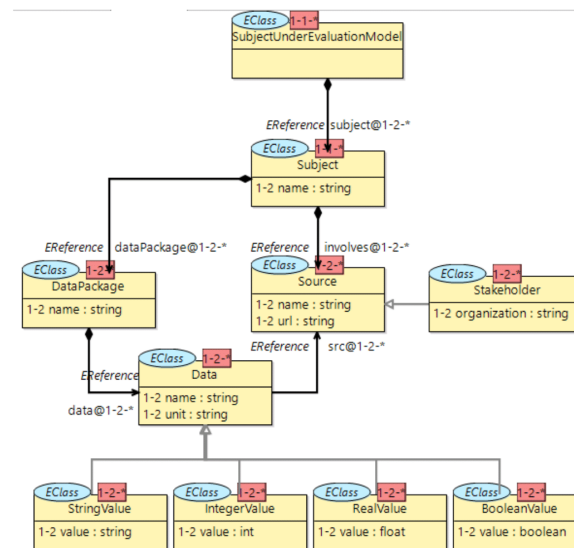 EClass 1-1-*
SubjectUnderEvaluationModel
EReference subject@1-2-*
EClass 1-1-*
Subject
1-2 name : string
EReference dataPackage@1-2-*
EReference involves@1-2-*
EClass 1-2-*
DataPackage
1-2 name : string
EClass 1-2-*
Source
1-2 name : string
1-2 url : string
EClass 1-2-*
Stakeholder
1-2 organization : string
EReference src@1-2-*
EReference
data@1-2-*
EClass 1-2-*
Data
1-2 name : string
1-2 unit : string
EClass 1-2-*
StringValue
1-2 value : string
EClass 1-2-*
IntegerValue
1-2 value : int
EClass 1-2-*
RealValue
1-2 value : float
EClass 1-2-*
BooleanValue
1-2 value : boolean